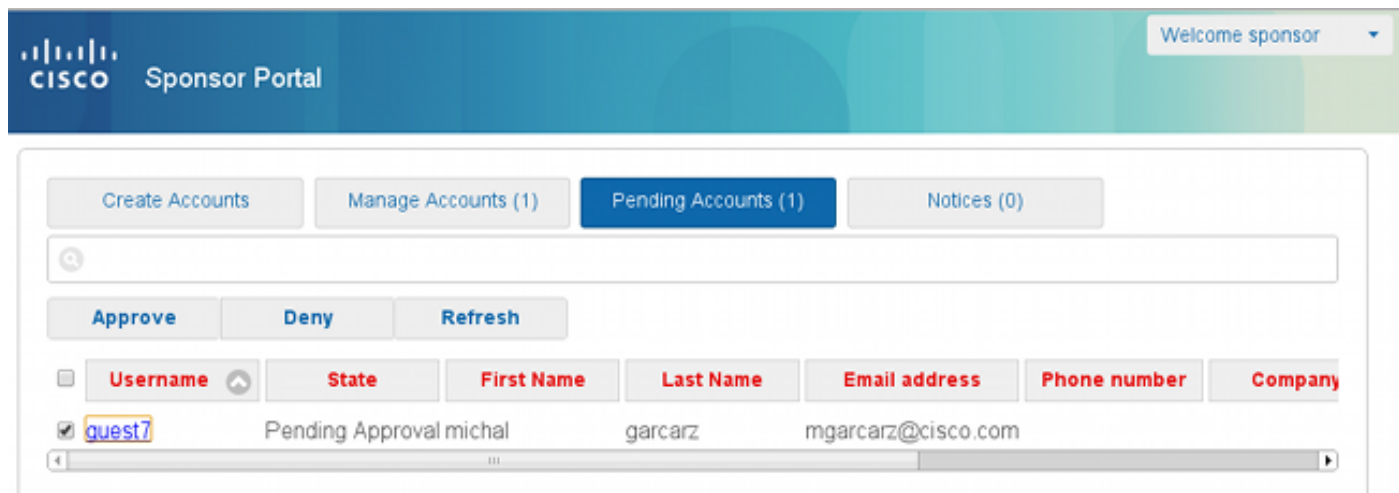 Welcome sponsor
CISCO Sponsor Portal
Create Accounts Manage Accounts (1) Pending Accounts (1) Notices (0)
Approve Deny Refresh
Username State First Name Last Name Email address Phone number Company
guest7 Pending Approval michal garcarz mgarcarz@cisco.com